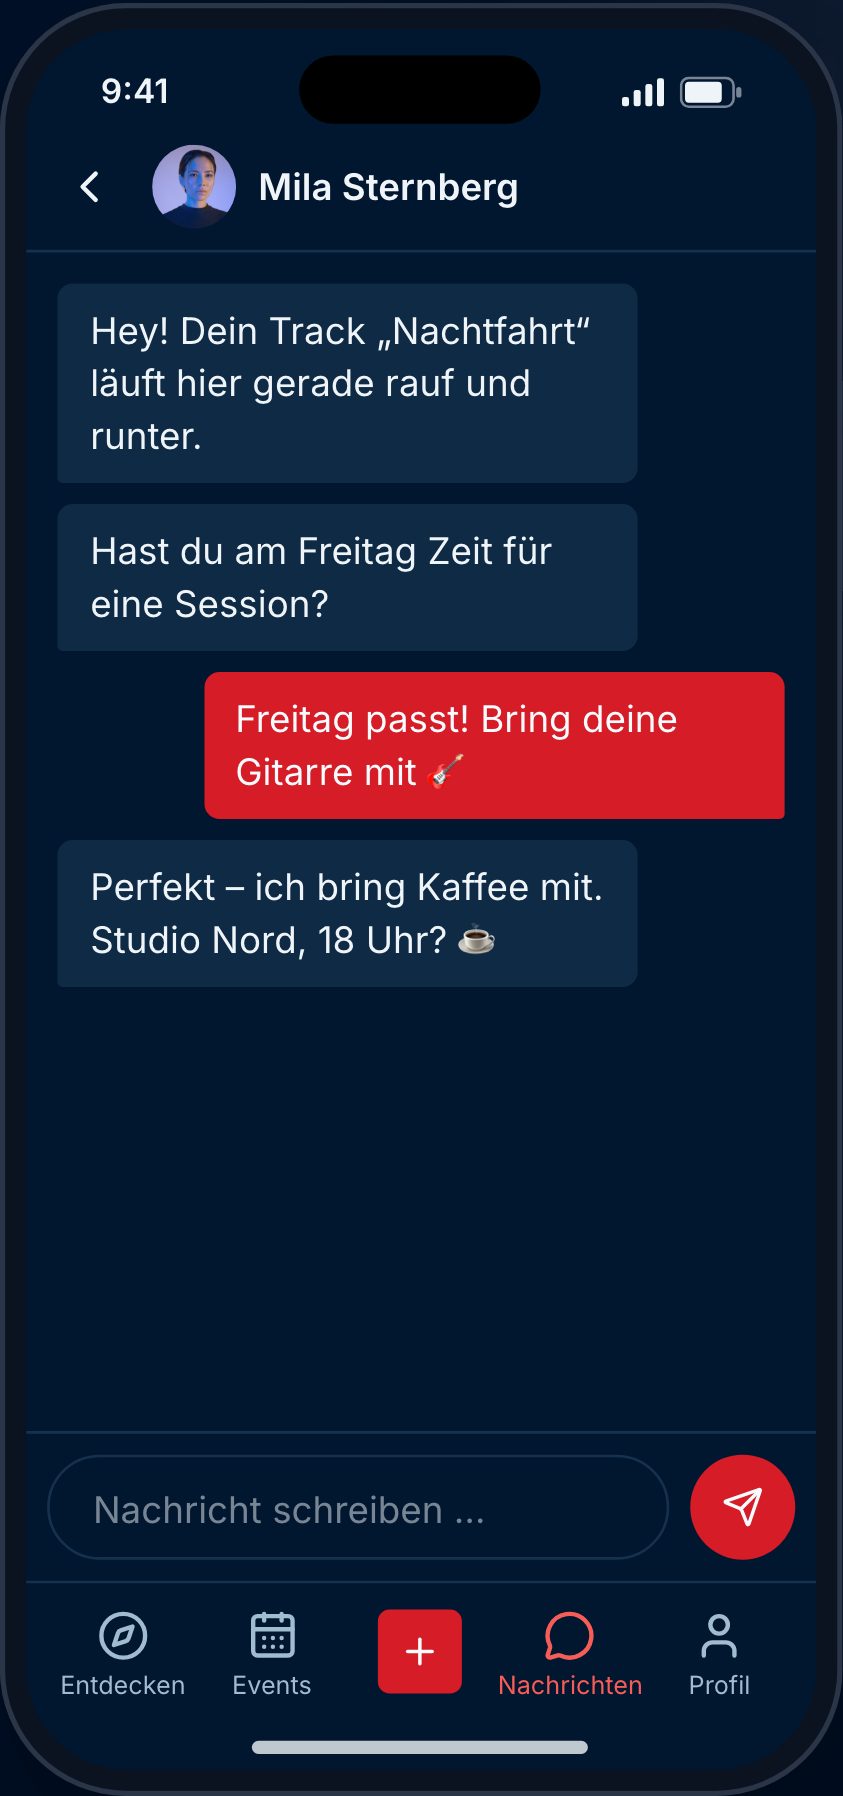 9:41
Mila Sternberg
Hey! Dein Track „Nachtfahrt“
läuft hier gerade rauf und
runter.
Hast du am Freitag Zeit für
eine Session?
Freitag passt! Bring deine
Gitarre mit 🎸
Perfekt – ich bring Kaffee mit.
Studio Nord, 18 Uhr? ☕
Nachricht schreiben ...
Entdecken
Events
Nachrichten
Profil